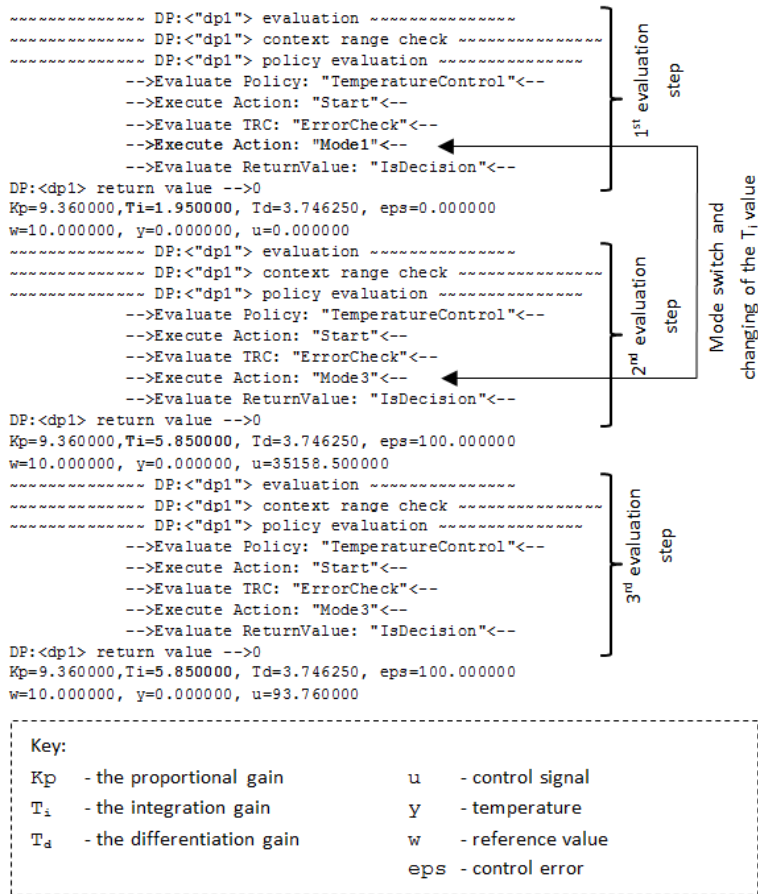 ~~~~~~~~~~~~~~ DP:<"dp1"> evaluation ~~~~~~~~~~~~~~~
~~~~~~~~~~~~~~ DP:<"dp1"> context range check ~~~~~~~~~~~~~~~
~~~~~~~~~~~~~~ DP:<"dp1"> policy evaluation ~~~~~~~~~~~~~~~
-->Evaluate Policy: "TemperatureControl"<--
-->Execute Action: "Start"<--
-->Evaluate TRC: "ErrorCheck"<--
-->Execute Action: "Mode1"<--
-->Evaluate ReturnValue: "IsDecision"<--
DP:<dp1> return value -->0
Kp=9.360000,Ti=1.950000, Td=3.746250, eps=0.000000
w=10.000000, y=0.000000, u=0.000000
1st evaluation
step
~~~~~~~~~~~~~~ DP:<"dp1"> evaluation ~~~~~~~~~~~~~~~
~~~~~~~~~~~~~~ DP:<"dp1"> context range check ~~~~~~~~~~~~~~~
~~~~~~~~~~~~~~ DP:<"dp1"> policy evaluation ~~~~~~~~~~~~~~~
-->Evaluate Policy: "TemperatureControl"<--
-->Execute Action: "Start"<--
-->Evaluate TRC: "ErrorCheck"<--
-->Execute Action: "Mode3"<--
-->Evaluate ReturnValue: "IsDecision"<--
DP:<dp1> return value -->0
Kp=9.360000,Ti=5.850000, Td=3.746250, eps=100.000000
w=10.000000, y=0.000000, u=35158.500000
2nd evaluation
step
Mode switch and
changing of the Ti value
~~~~~~~~~~~~~~ DP:<"dp1"> evaluation ~~~~~~~~~~~~~~~
~~~~~~~~~~~~~~ DP:<"dp1"> context range check ~~~~~~~~~~~~~~~
~~~~~~~~~~~~~~ DP:<"dp1"> policy evaluation ~~~~~~~~~~~~~~~
-->Evaluate Policy: "TemperatureControl"<--
-->Execute Action: "Start"<--
-->Evaluate TRC: "ErrorCheck"<--
-->Execute Action: "Mode3"<--
-->Evaluate ReturnValue: "IsDecision"<--
DP:<dp1> return value -->0
Kp=9.360000,Ti=5.850000, Td=3.746250, eps=100.000000
w=10.000000, y=0.000000, u=93.760000
3rd evaluation
step
Key:
Kp - the proportional gain
Ti - the integration gain
Td - the differentiation gain
u - control signal
y - temperature
w - reference value
eps - control error